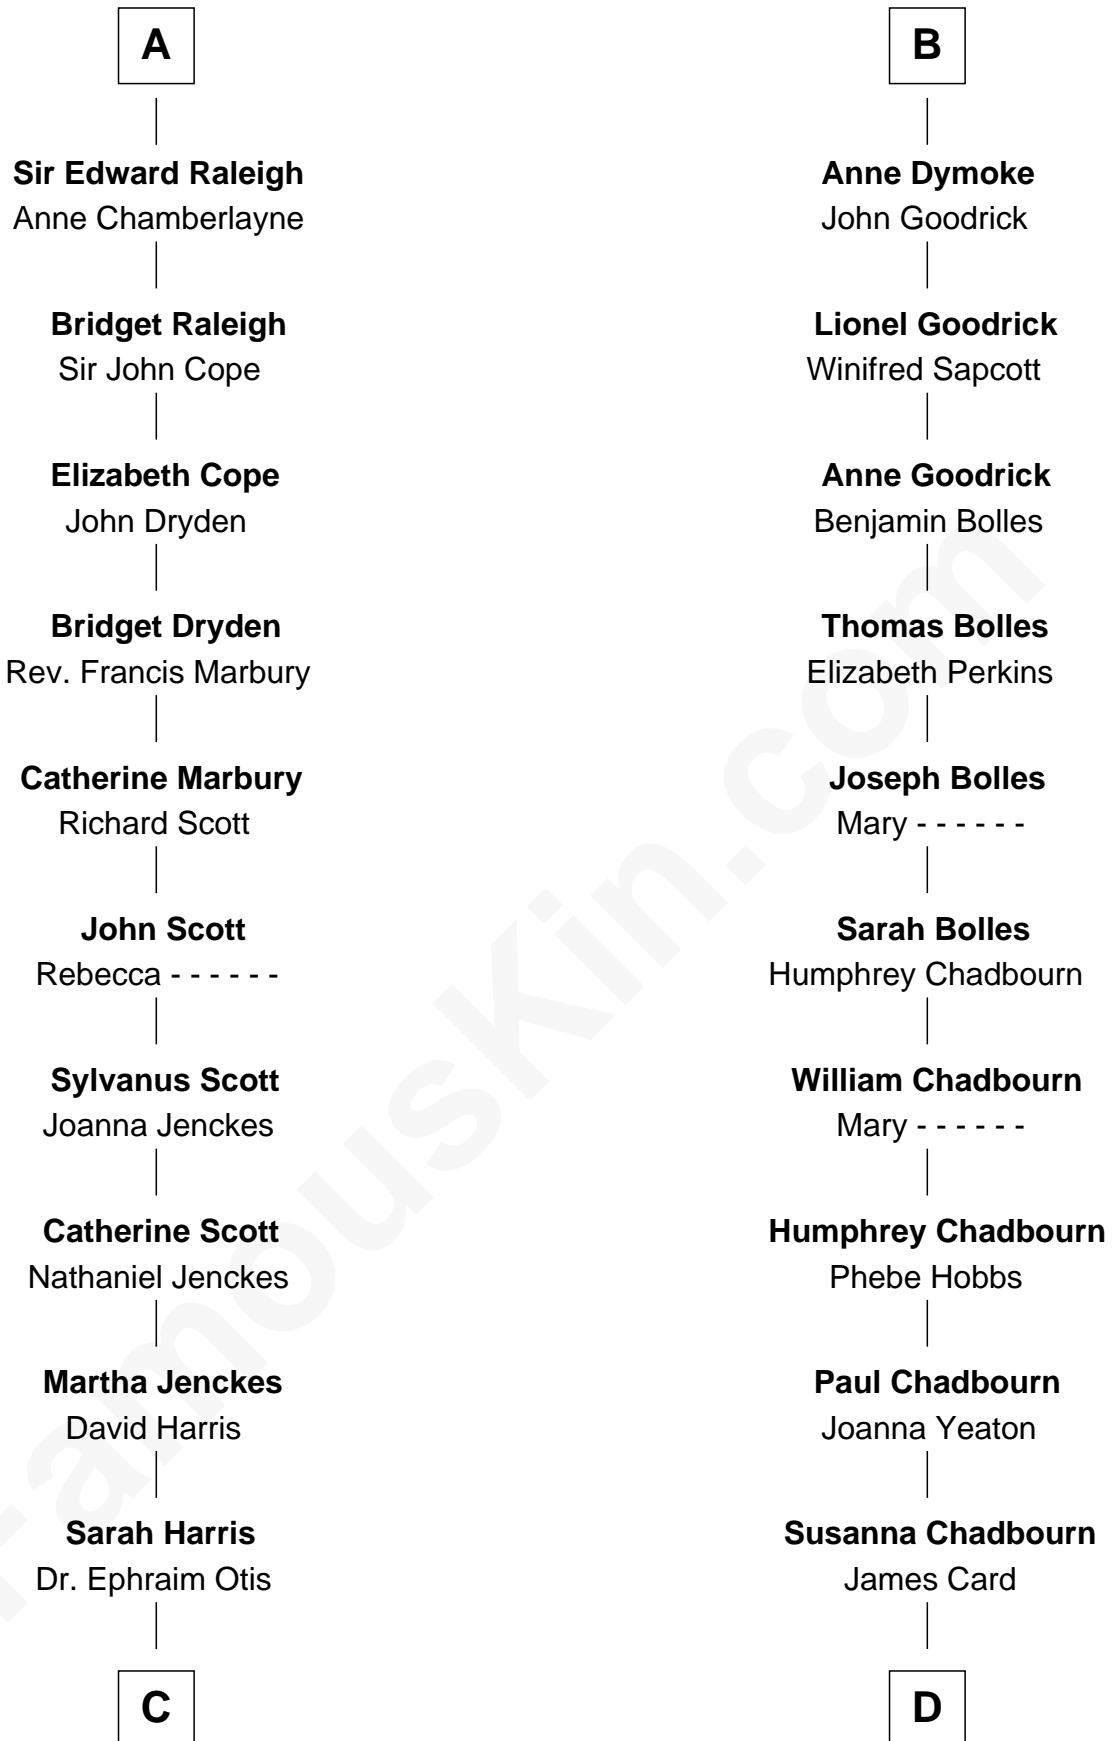 A
Sir Edward Raleigh
Anne Chamberlayne
Bridget Raleigh
Sir John Cope
Elizabeth Cope
John Dryden
Bridget Dryden
Rev. Francis Marbury
Catherine Marbury
Richard Scott
John Scott
Rebecca - - - - - -
Sylvanus Scott
Joanna Jenckes
Catherine Scott
Nathaniel Jenckes
Martha Jenckes
David Harris
Sarah Harris
Dr. Ephraim Otis
C
B
Anne Dymoke
John Goodrick
Lionel Goodrick
Winifred Sapcott
Anne Goodrick
Benjamin Bolles
Thomas Bolles
Elizabeth Perkins
Joseph Bolles
Mary - - - - - -
Sarah Bolles
Humphrey Chadbourn
William Chadbourn
Mary - - - - - -
Humphrey Chadbourn
Phebe Hobbs
Paul Chadbourn
Joanna Yeaton
Susanna Chadbourn
James Card
D
FamousKin.com